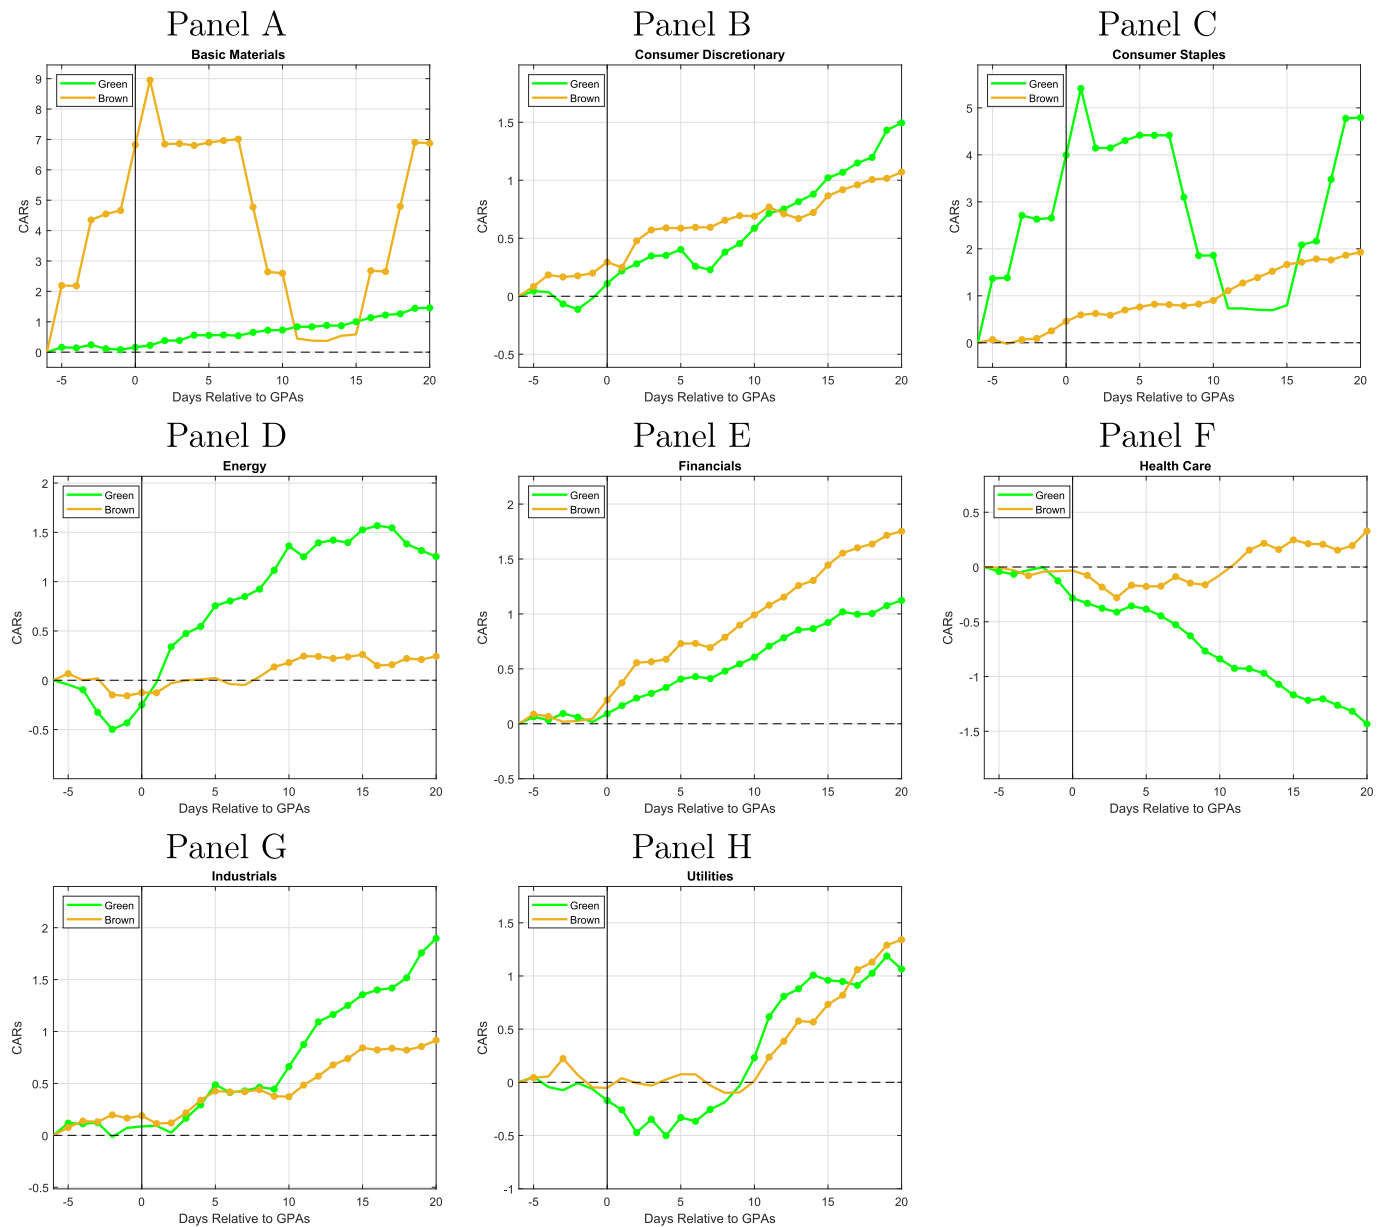 Panel A
Basic Materials
Green
Brown
9
8
7
6
5
4
3
2
1
0
CARs
-5 0 5 10 15 20
Days Relative to GPAs
Panel B
Consumer Discretionary
Green
Brown
1.5
1
0.5
0
-0.5
CARs
-5 0 5 10 15 20
Days Relative to GPAs
Panel C
Consumer Staples
Green
Brown
5
4
3
2
1
0
CARs
-5 0 5 10 15 20
Days Relative to GPAs
Panel D
Energy
Green
Brown
2
1.5
1
0.5
0
-0.5
CARs
-5 0 5 10 15 20
Days Relative to GPAs
Panel E
Financials
Green
Brown
2
1.5
1
0.5
0
-0.5
CARs
-5 0 5 10 15 20
Days Relative to GPAs
Panel F
Health Care
Green
Brown
0.5
0
-0.5
-1
-1.5
CARs
-5 0 5 10 15 20
Days Relative to GPAs
Panel G
Industrials
Green
Brown
2
1.5
1
0.5
0
-0.5
CARs
-5 0 5 10 15 20
Days Relative to GPAs
Panel H
Utilities
Green
Brown
1.5
1
0.5
0
-0.5
-1
CARs
-5 0 5 10 15 20
Days Relative to GPAs